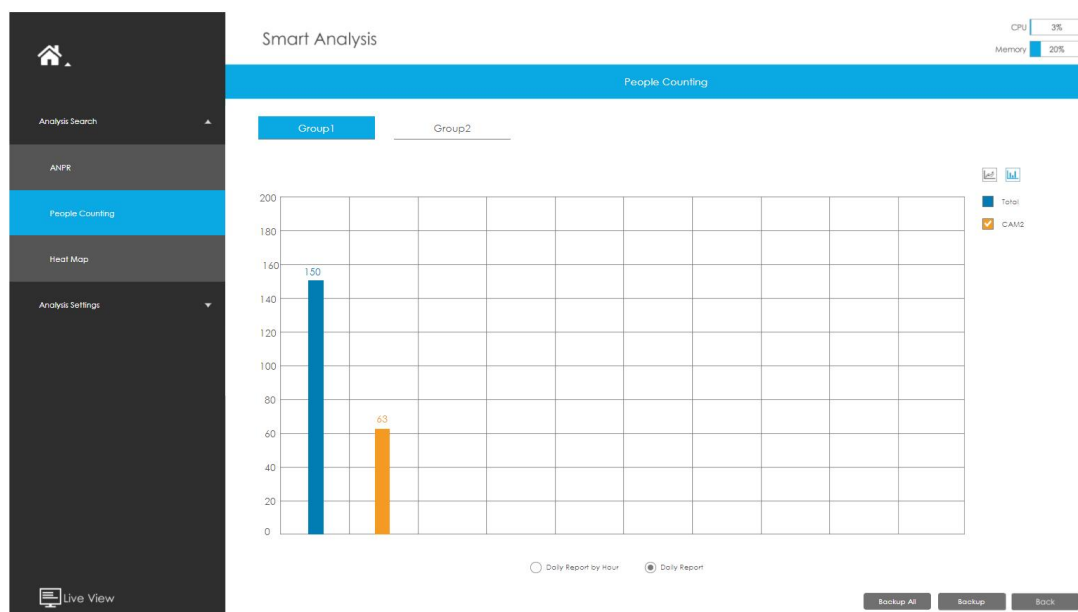 Smart Analysis
CPU 3%
Memory 20%
People Counting
Analysis Search
ANPR
People Counting
Heat Map
Analysis Settings
Live View
Group1 Group2
Total
CAM2
200
180
160
140
120
100
80
60
40
20
0
150
63
Daily Report by Hour Daily Report
Backup All Backup Back